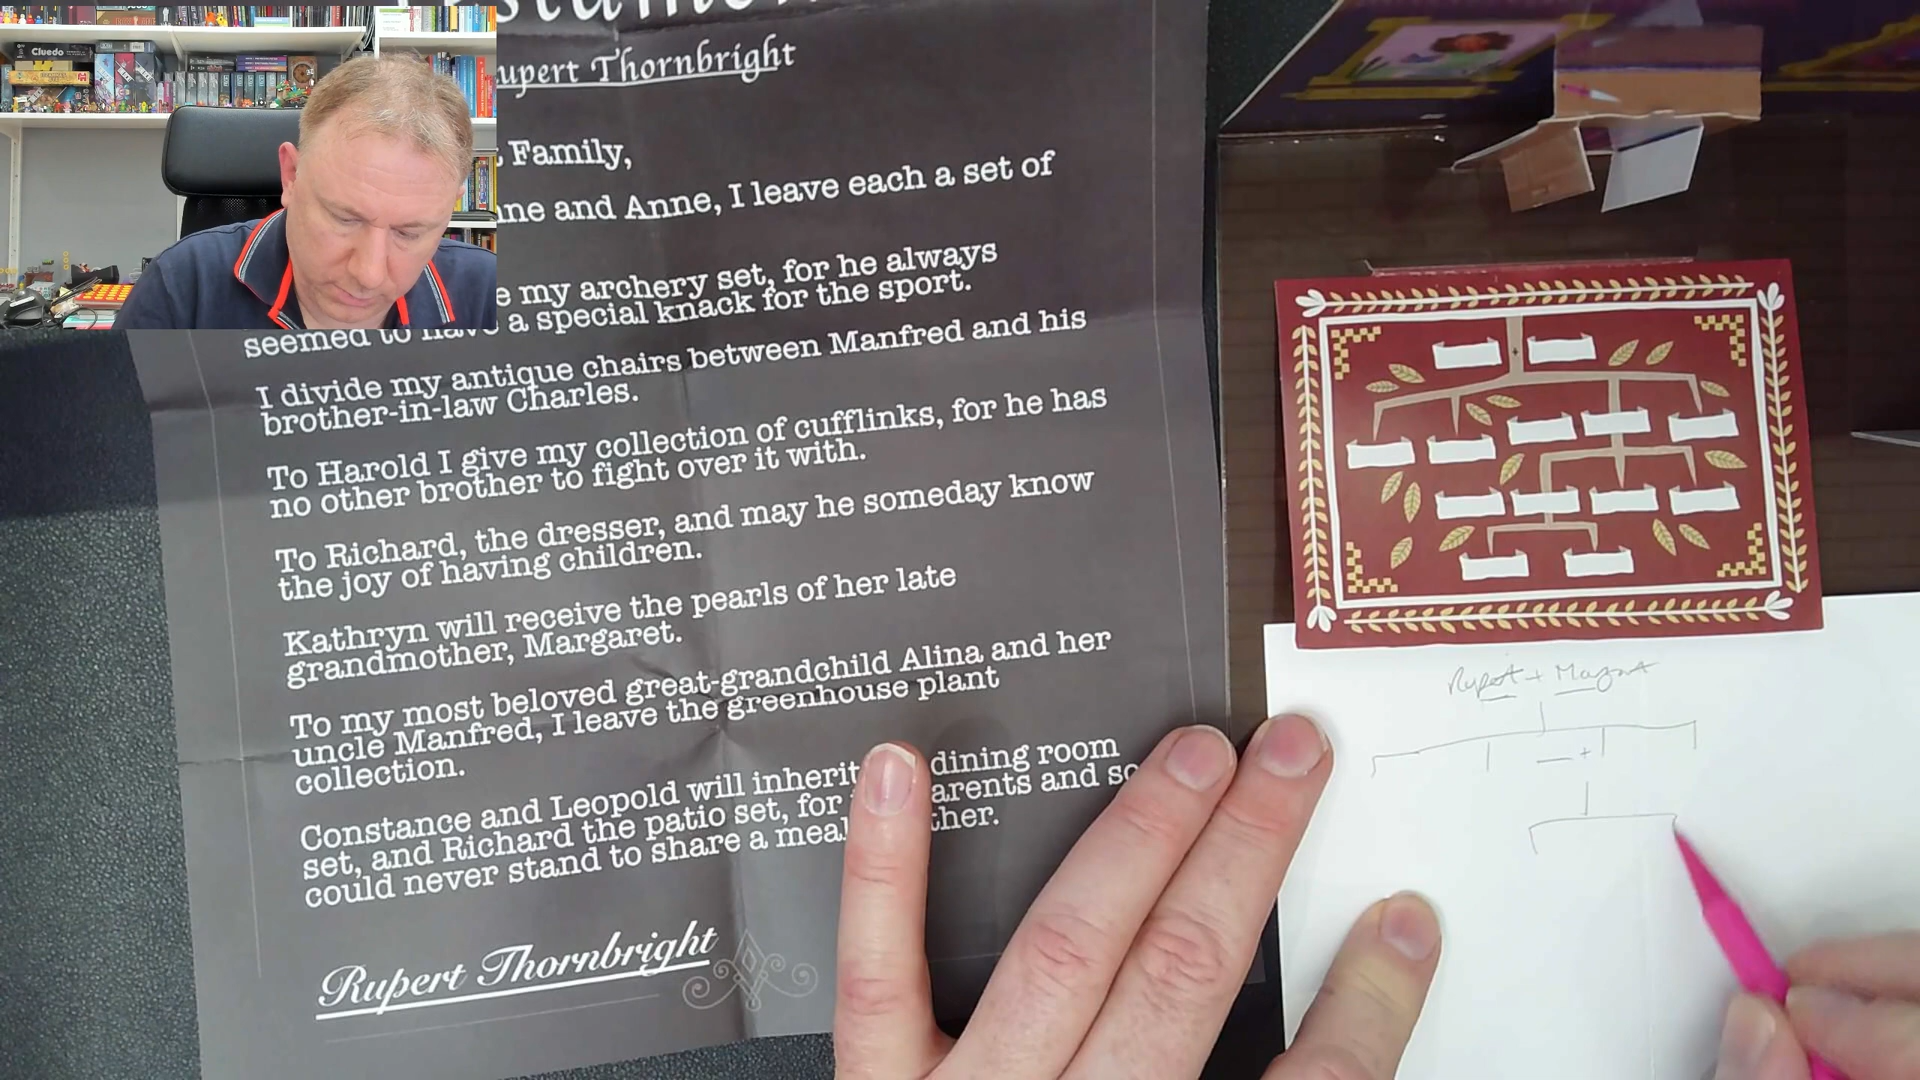 Cluedo
Thornbright
Family,
and Anne, I leave each a set of
my archery set, for he always
seemed to have a special knack for the sport.
I divide my antique chairs between Manfred and his
brother-in-law Charles.
To Harold I give my collection of cufflinks, for he has
no other brother to fight over it with.
To Richard, the dresser, and may he someday know
the joy of having children.
Kathryn will receive the pearls of her late
grandmother, Margaret.
To my most beloved great-grandchild Alina and her
uncle Manfred, I leave the greenhouse plant
collection.
Constance and Leopold will inherit dining room
set, and Richard the patio set, for
could never stand to share a meal
Rupert Thornbright
Rupert + Margaret
+